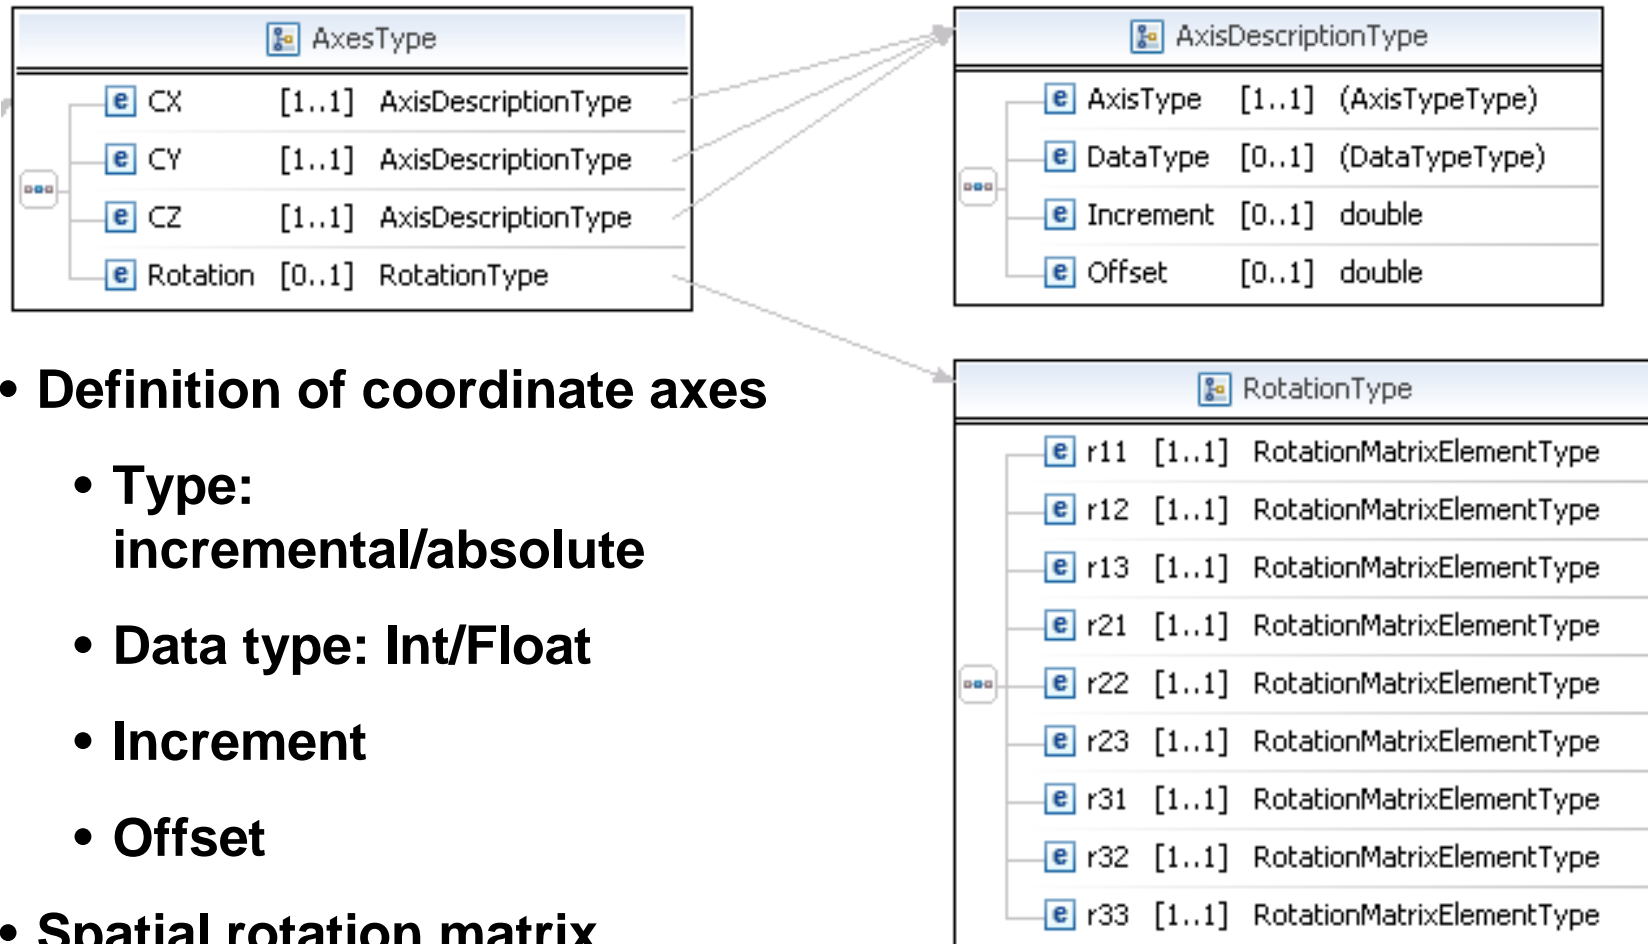 AxesType
e CX [1..1] AxisDescriptionType
e CY [1..1] AxisDescriptionType
e CZ [1..1] AxisDescriptionType
e Rotation [0..1] RotationType
AxisDescriptionType
e AxisType [1..1] (AxisTypeType)
e DataType [0..1] (DataTypeType)
e Increment [0..1] double
e Offset [0..1] double
• Definition of coordinate axes
• Type:
incremental/absolute
• Data type: Int/Float
• Increment
• Offset
• Spatial rotation matrix
RotationType
e r11 [1..1] RotationMatrixElementType
e r12 [1..1] RotationMatrixElementType
e r13 [1..1] RotationMatrixElementType
e r21 [1..1] RotationMatrixElementType
e r22 [1..1] RotationMatrixElementType
e r23 [1..1] RotationMatrixElementType
e r31 [1..1] RotationMatrixElementType
e r32 [1..1] RotationMatrixElementType
e r33 [1..1] RotationMatrixElementType